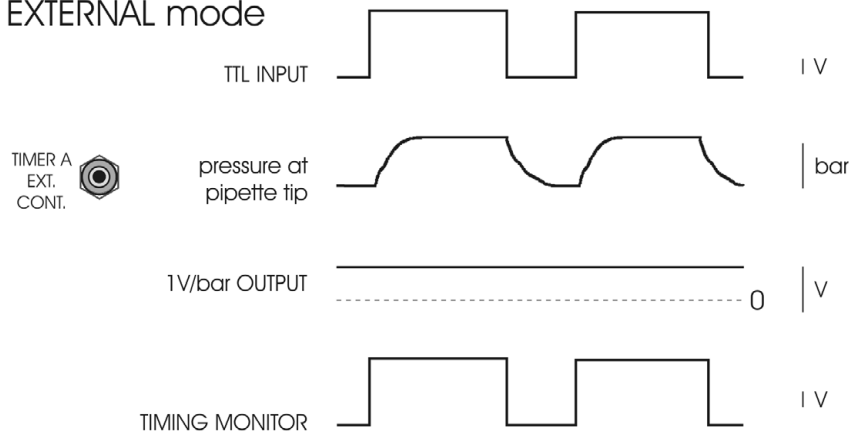 EXTERNAL mode
TTL INPUT
V
TIMER A
EXT.
CONT.
pressure at
pipette tip
bar
1V/bar OUTPUT
0
V
TIMING MONITOR
V